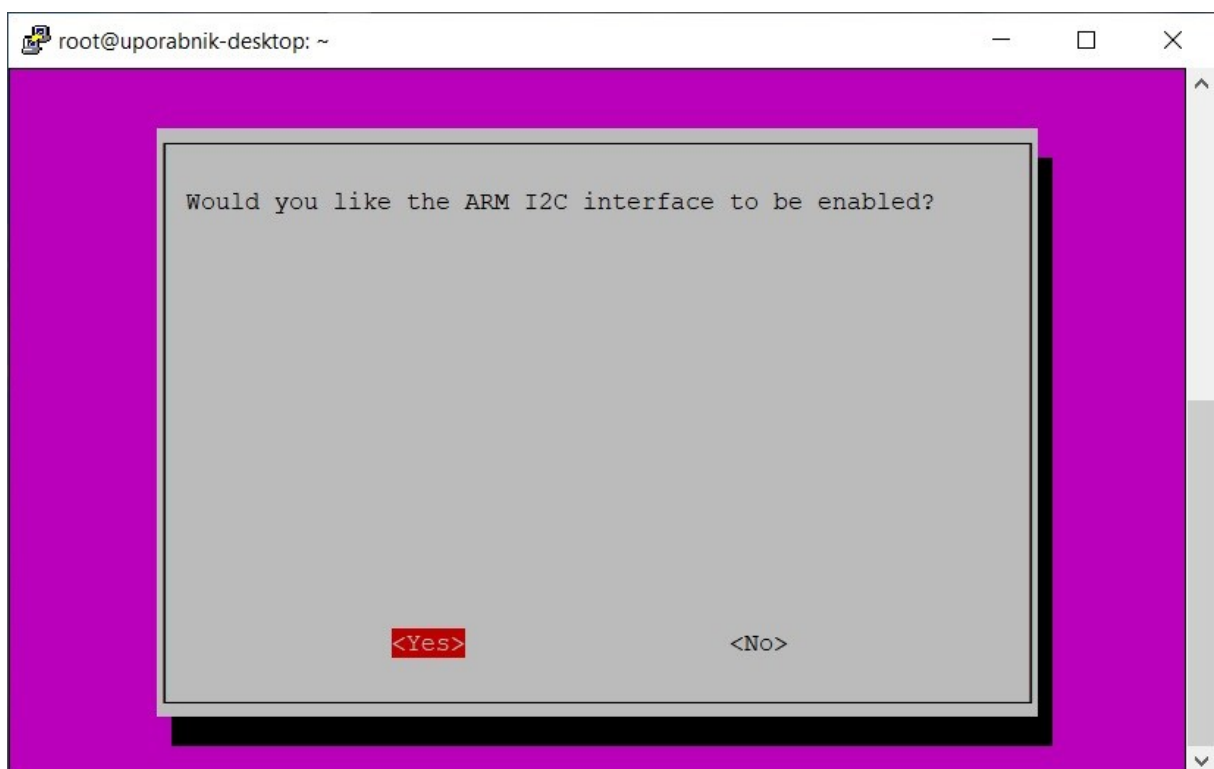 root@uporabnik-desktop: ~
Would you like the ARM I2C interface to be enabled?
<Yes> <No>